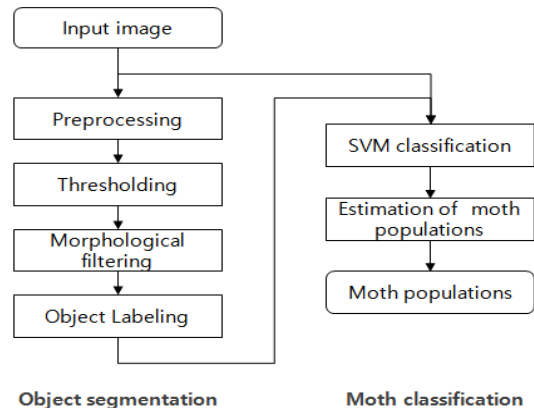 Input image
Preprocessing
Thresholding
Morphological
filtering
Object Labeling
Object segmentation
SVM classification
Estimation of moth
populations
Moth populations
Moth classification